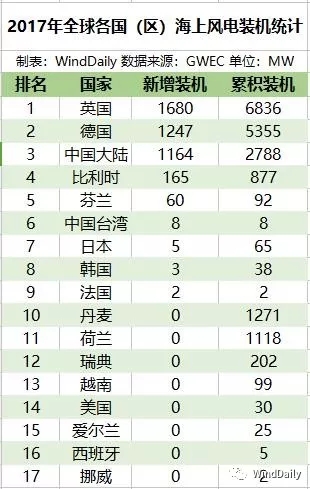 2017年全球各国（区）海上风电装机统计
制表：WindDaily 数据来源：GWEC 单位：MW
排名 国家 新增装机 累积装机
1 英国 1680 6836
2 德国 1247 5355
3 中国大陆 1164 2788
4 比利时 165 877
5 芬兰 60 92
6 中国台湾 8 8
7 日本 5 65
8 韩国 3 38
9 法国 2 2
10 丹麦 0 1271
11 荷兰 0 1118
12 瑞典 0 202
13 越南 0 99
14 美国 0 30
15 爱尔兰 0 25
16 西班牙 0 5
17 挪威 0 2
WindDaily